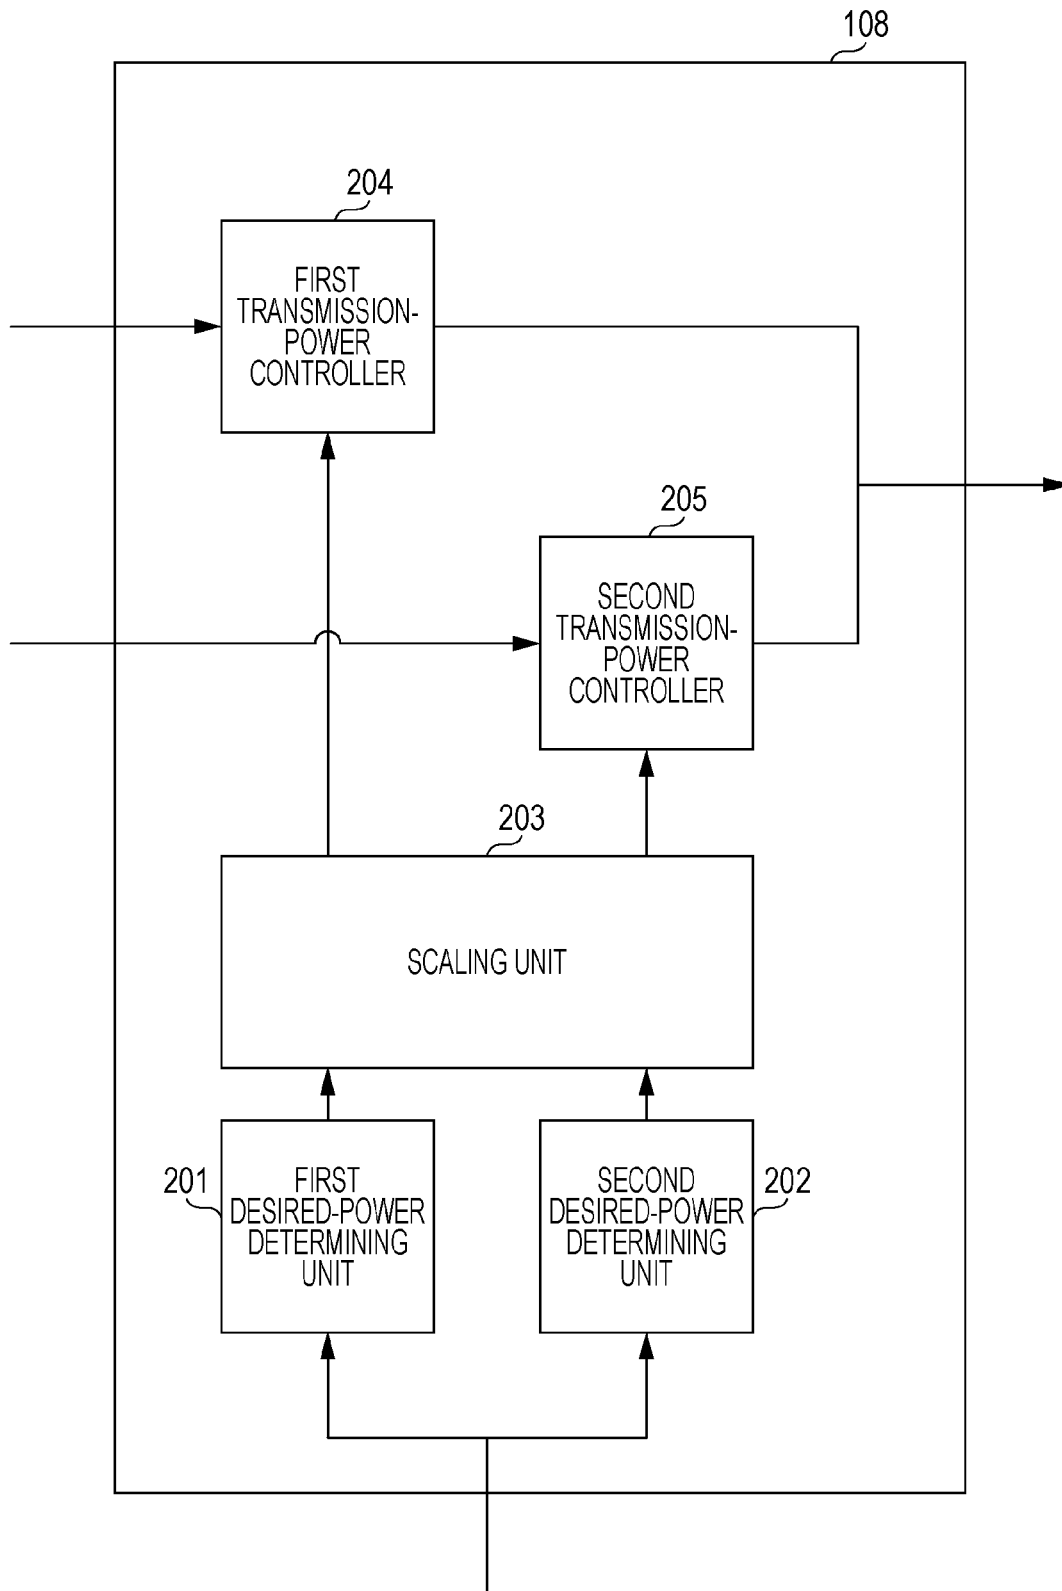 108
204
FIRST
TRANSMISSION-
POWER
CONTROLLER
205
SECOND
TRANSMISSION-
POWER
CONTROLLER
203
SCALING UNIT
201
FIRST
DESIRED-POWER
DETERMINING
UNIT
SECOND
DESIRED-POWER
DETERMINING
UNIT
202